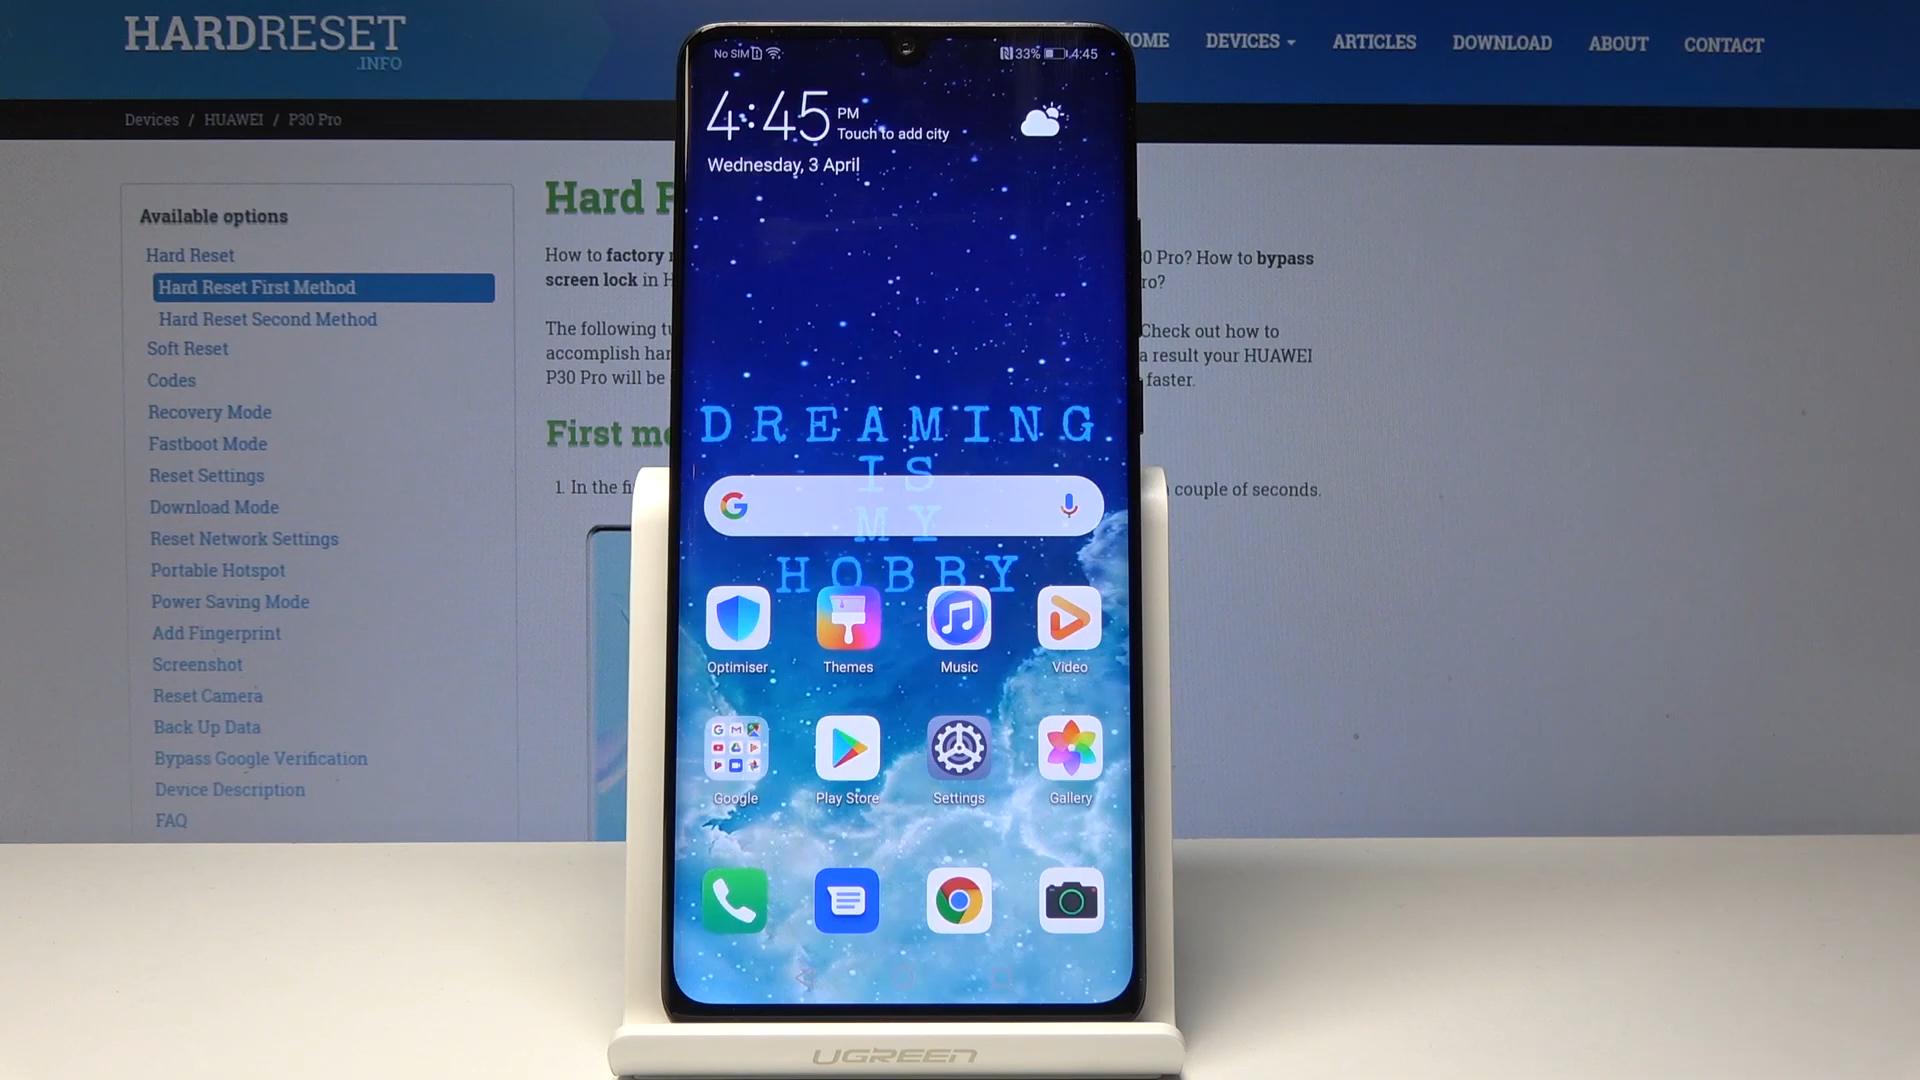 HARDRESET
.INFO
HOME DEVICES ARTICLES DOWNLOAD ABOUT CONTACT
Devices / HUAWEI / P30 Pro
Available options
Hard Reset
Hard Reset First Method
Hard Reset Second Method
Soft Reset
Codes
Recovery Mode
Fastboot Mode
Reset Settings
Download Mode
Reset Network Settings
Portable Hotspot
Power Saving Mode
Add Fingerprint
Screenshot
Reset Camera
Back Up Data
Bypass Google Verification
Device Description
FAQ
Hard
How to factory
0 Pro? How to bypass
screen lock in
The following
Check out how to
accomplish
a result your HUAWEI
P30 Pro will be
faster.
First
1. In the
couple of seconds.
No SIM 33% 4:45
4:45 PM
Touch to add city
Wednesday, 3 April
DREAMING
IS
MY
HOBBY
Optimiser Themes Music Video
Google Play Store Settings Gallery
UGREEN